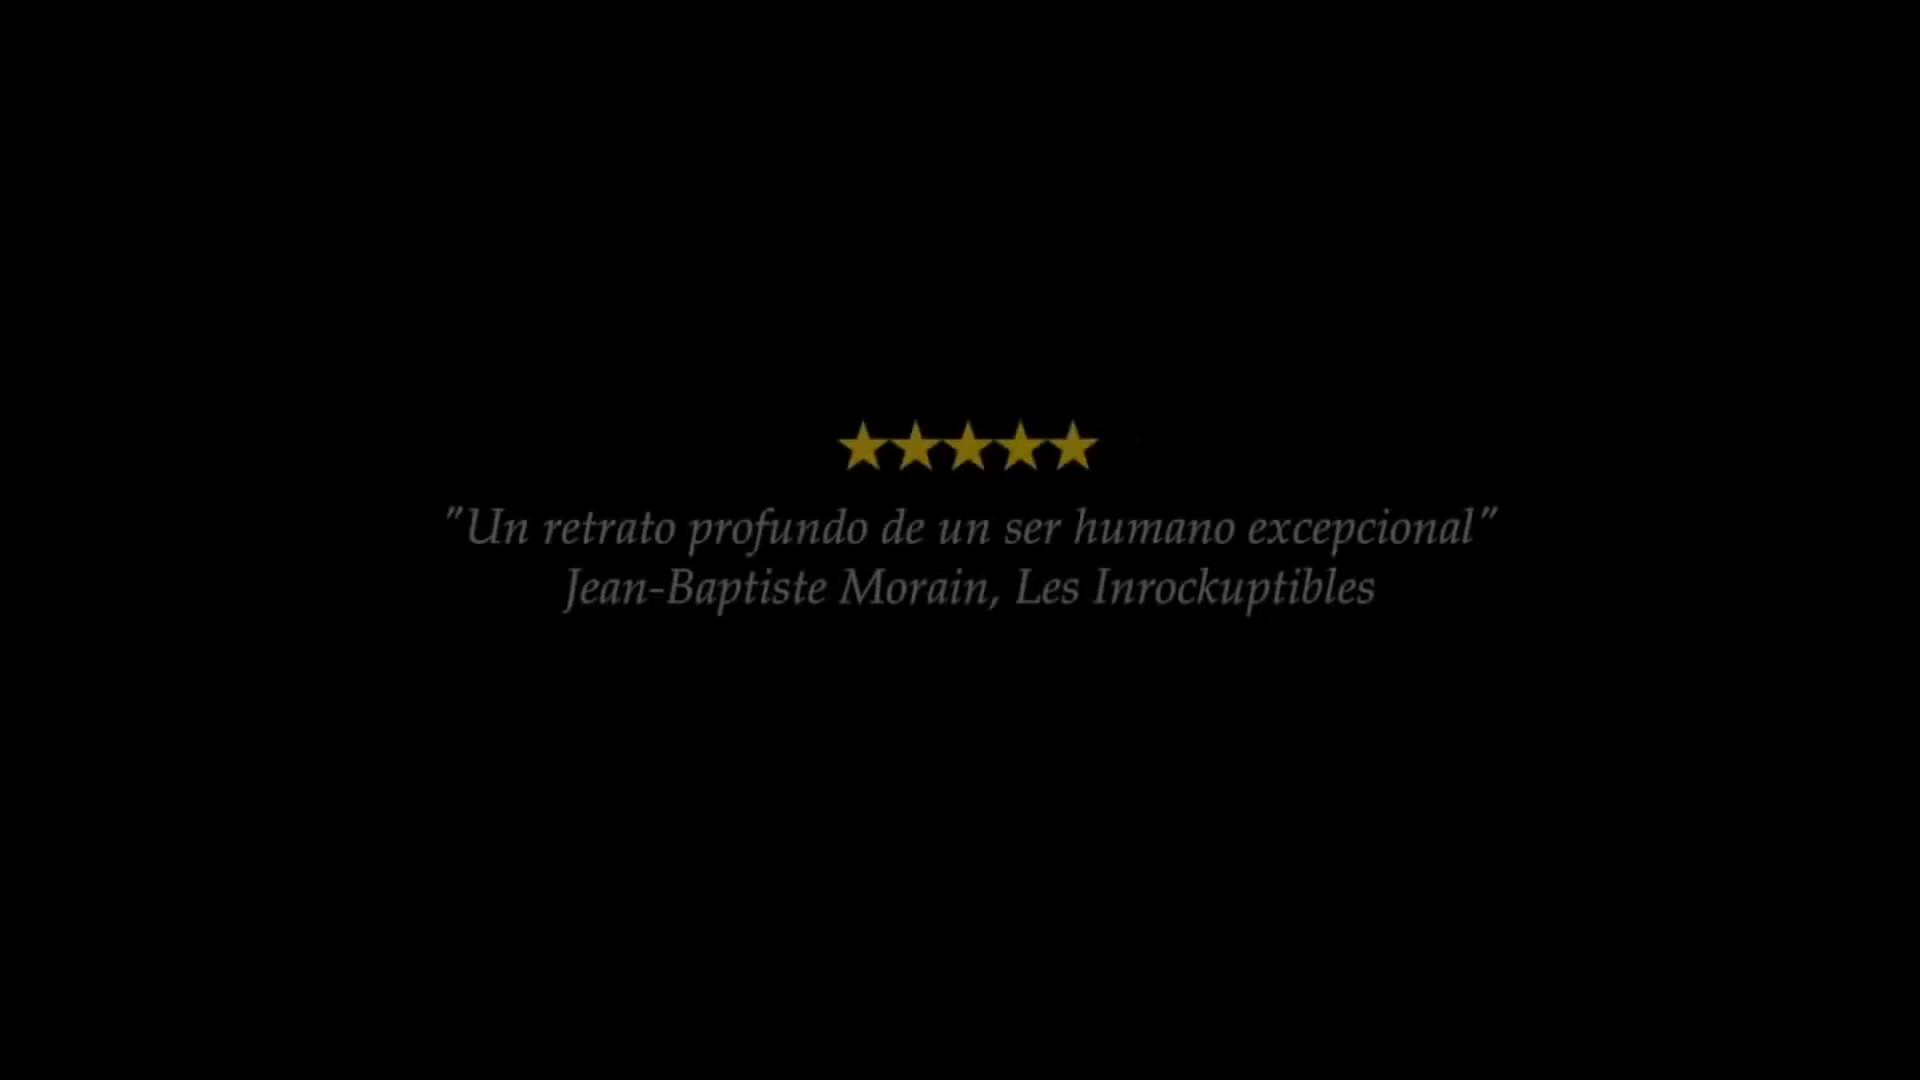 ★★★★★
"Un retrato profundo de un ser humano excepcional"
Jean-Baptiste Morain, Les Inrockuptibles